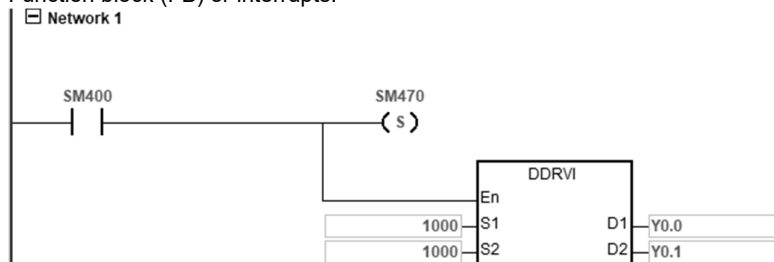 Function block (FB) or interrupts.
Network 1
SM400 SM470
( S )
DDRVI
En
1000 S1 D1 Y0.0
1000 S2 D2 Y0.1